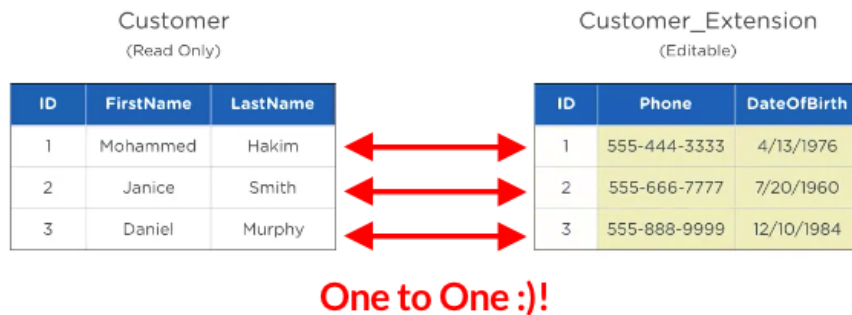 Customer
(Read Only)
ID FirstName LastName
1 Mohammed Hakim
2 Janice Smith
3 Daniel Murphy
Customer_Extension
(Editable)
ID Phone DateOfBirth
1 555-444-3333 4/13/1976
2 555-666-7777 7/20/1960
3 555-888-9999 12/10/1984
One to One :)!